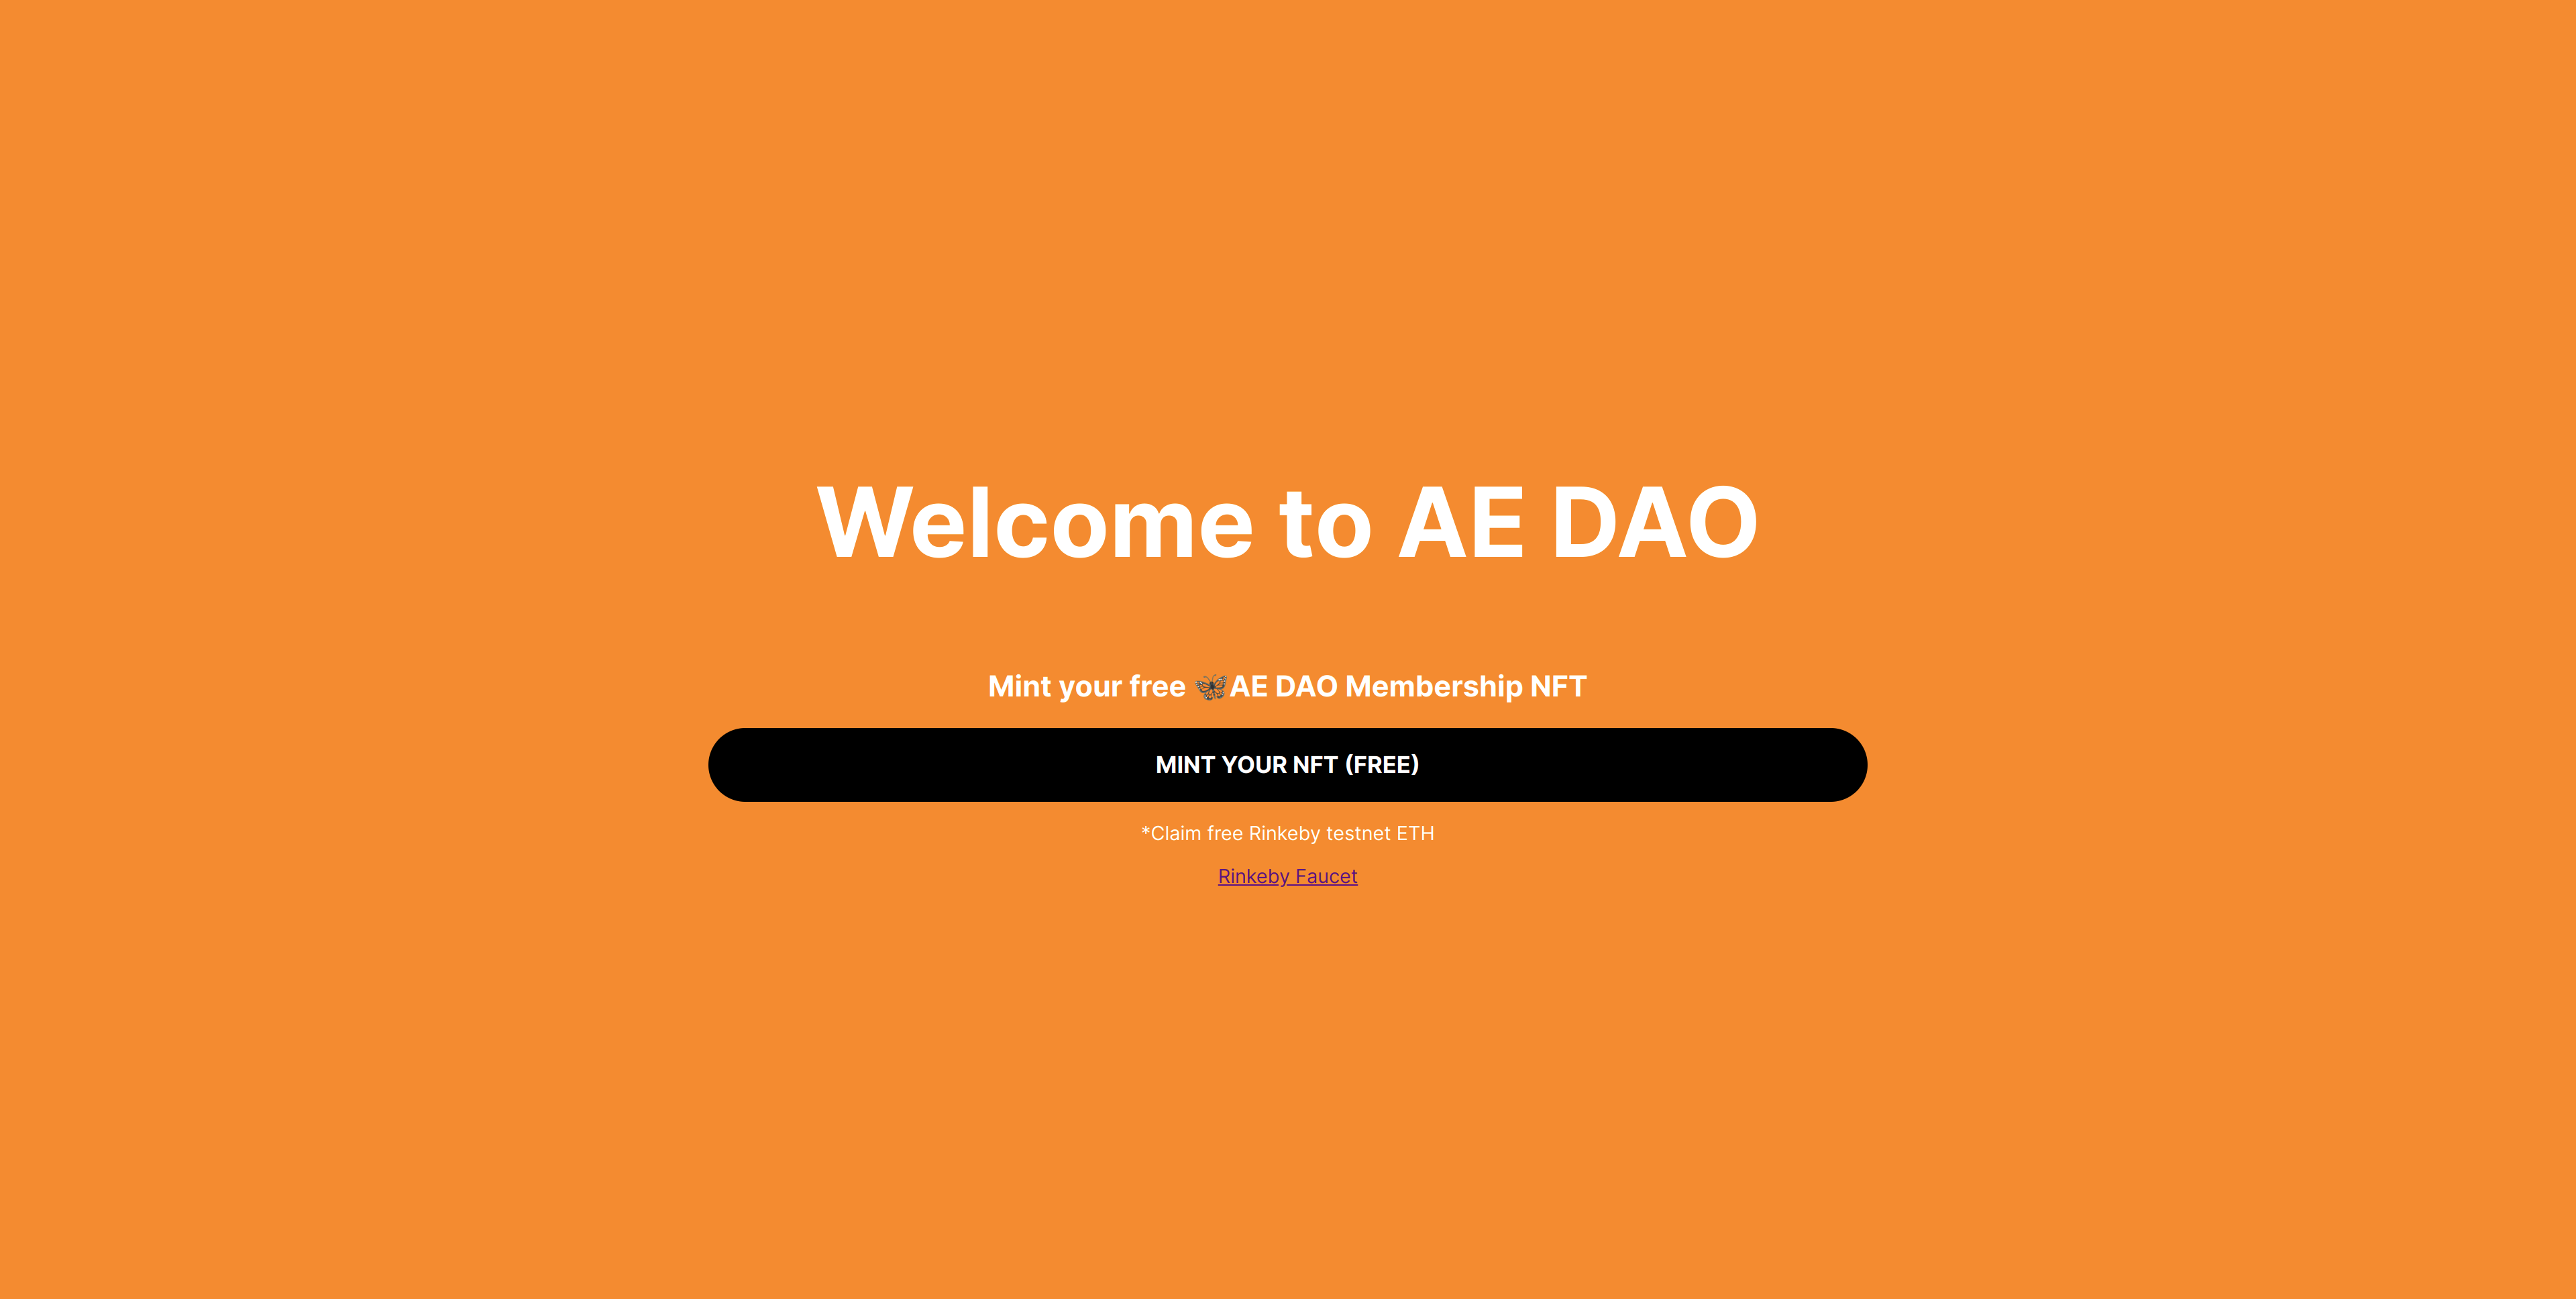 Welcome to AE DAO
Mint your free 🦋AE DAO Membership NFT
MINT YOUR NFT (FREE)
*Claim free Rinkeby testnet ETH
Rinkeby Faucet